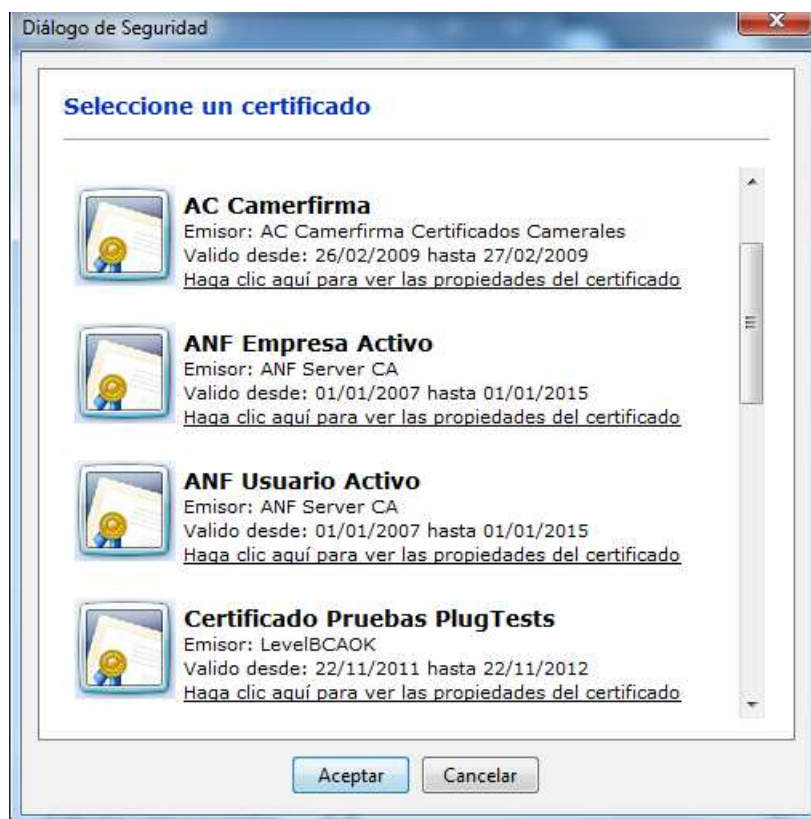 Diálogo de Seguridad
Seleccione un certificado
AC Camerfirma
Emisor: AC Camerfirma Certificados Camerales
Valido desde: 26/02/2009 hasta 27/02/2009
Haga clic aquí para ver las propiedades del certificado
ANF Empresa Activo
Emisor: ANF Server CA
Valido desde: 01/01/2007 hasta 01/01/2015
Haga clic aquí para ver las propiedades del certificado
ANF Usuario Activo
Emisor: ANF Server CA
Valido desde: 01/01/2007 hasta 01/01/2015
Haga clic aquí para ver las propiedades del certificado
Certificado Pruebas PlugTests
Emisor: LevelBCAOK
Valido desde: 22/11/2011 hasta 22/11/2012
Haga clic aquí para ver las propiedades del certificado
Aceptar Cancelar